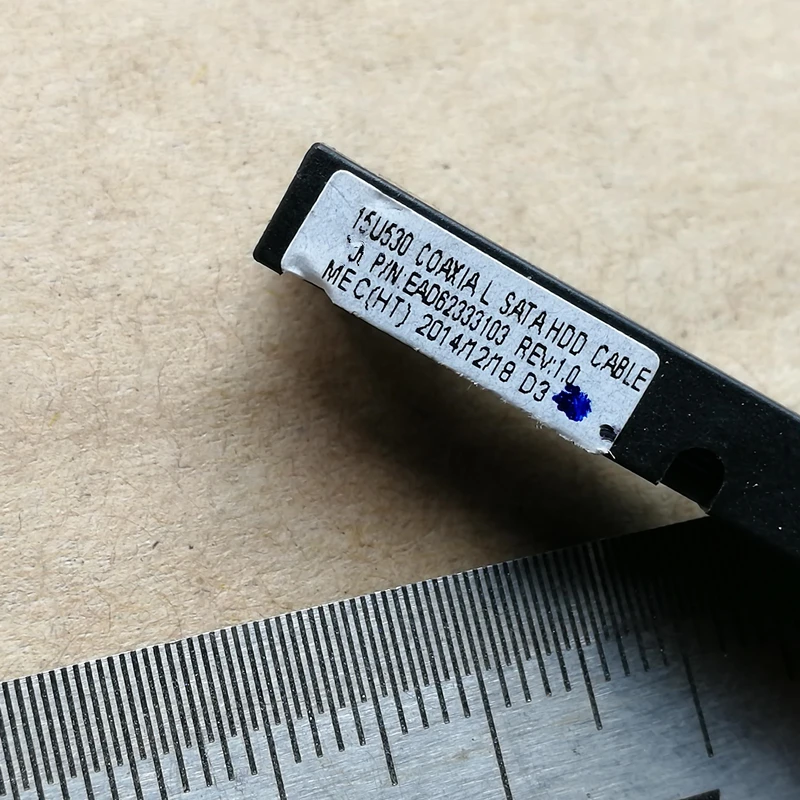 15U530 COAXIAL SATA HDD CABLE
P/N EAD62333103 REV:1.0
MEC(HT) 2014/12/18 D3